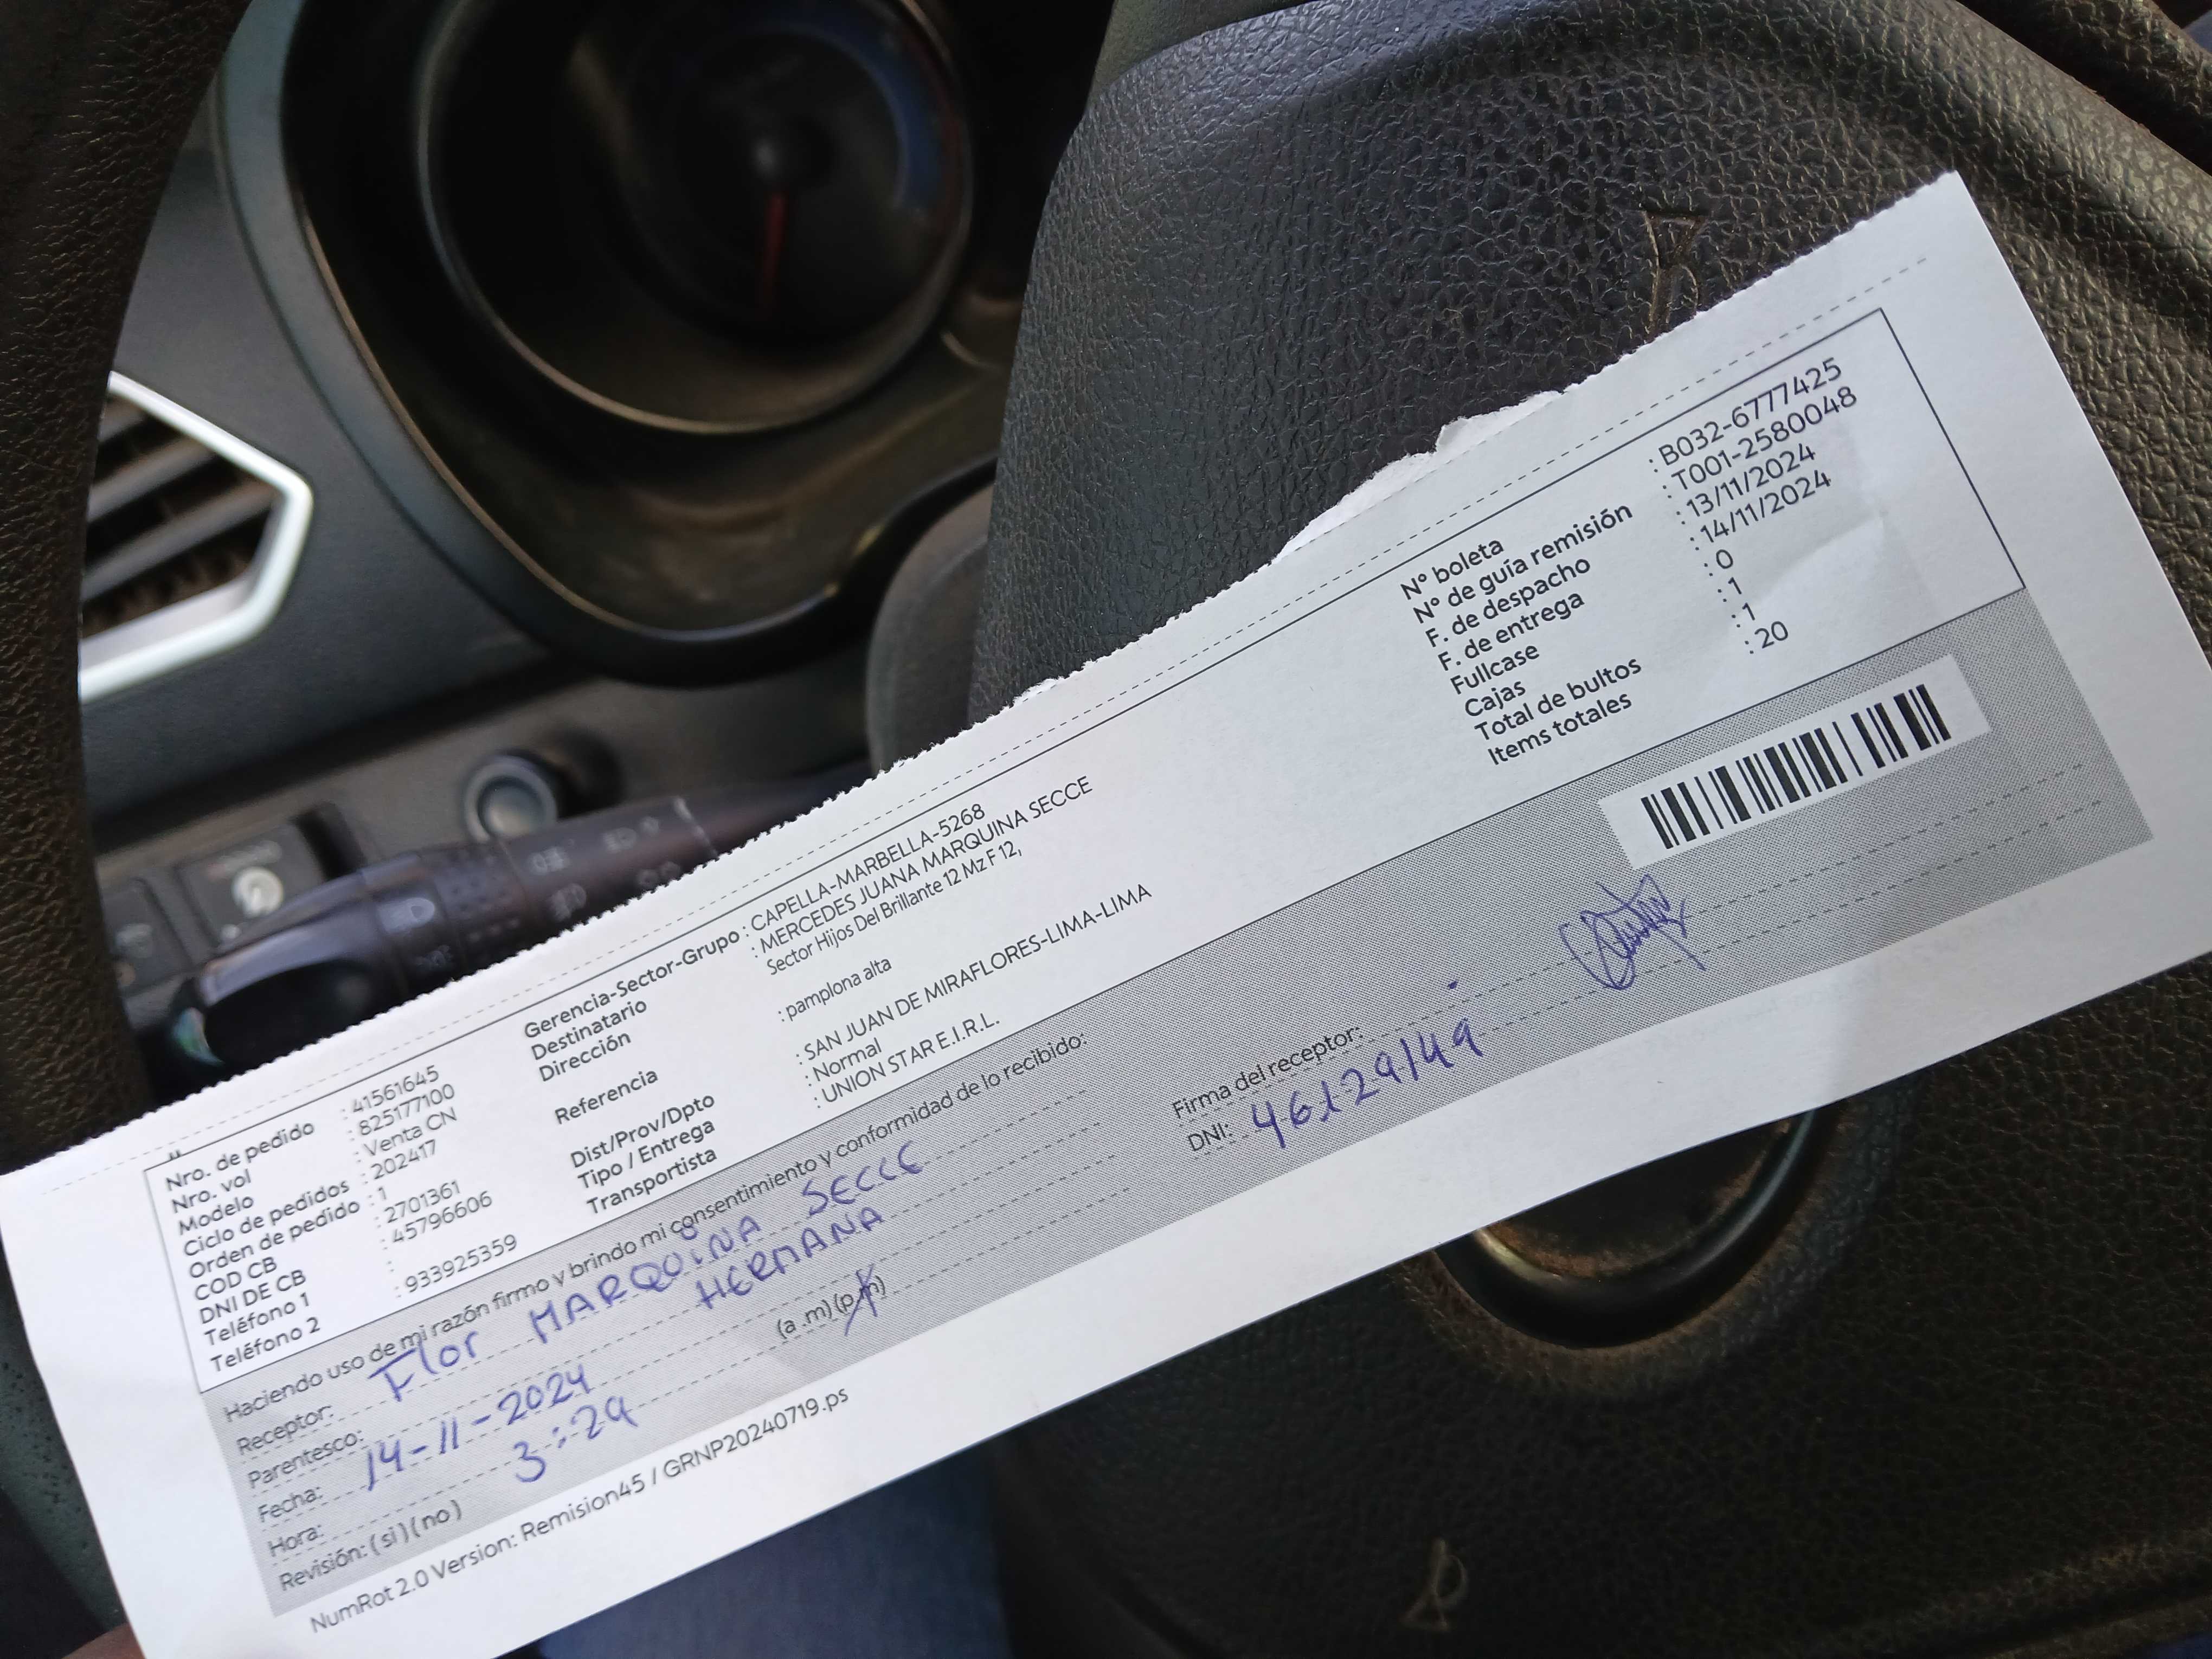 Nro. de pedido : 41561645
Nro. vol : 825177100
Modelo : Venta CN
Ciclo de pedidos : 202417
Orden de pedido : 1
COD CB : 2701361
DNI DE CB : 45796606
Teléfono 1 :
Teléfono 2 : 933925359
Gerencia-Sector-Grupo : CAPELLA-MARBELLA-5268
Destinatario : MERCEDES JUANA MARQUINA SECCE
Dirección Sector Hijos Del Brillante 12 Mz F 12,
Referencia : pamplona alta
Dist/Prov/Dpto : SAN JUAN DE MIRAFLORES-LIMA-LIMA
Tipo / Entrega : Normal
Transportista : UNION STAR E.I.R.L.
N° boleta : B032-6777425
N° de guía remisión : T001-2580048
F. de despacho : 13/11/2024
F. de entrega : 14/11/2024
Fullcase : 0
Cajas : 1
Total de bultos : 1
Items totales : 20
Haciendo uso de mi razón firmo y brindo mi consentimiento y conformidad de lo recibido:
Receptor: Flor MARQUINA SECCE
Parentesco: HERMANA
Fecha: 14-11-2024
Hora: 3:29 (a .m) (p.m)
Revisión: ( si ) ( no )
Firma del receptor:
DNI: 46129149
NumRot 2.0 Version: Remision45 / GRNP20240719.ps